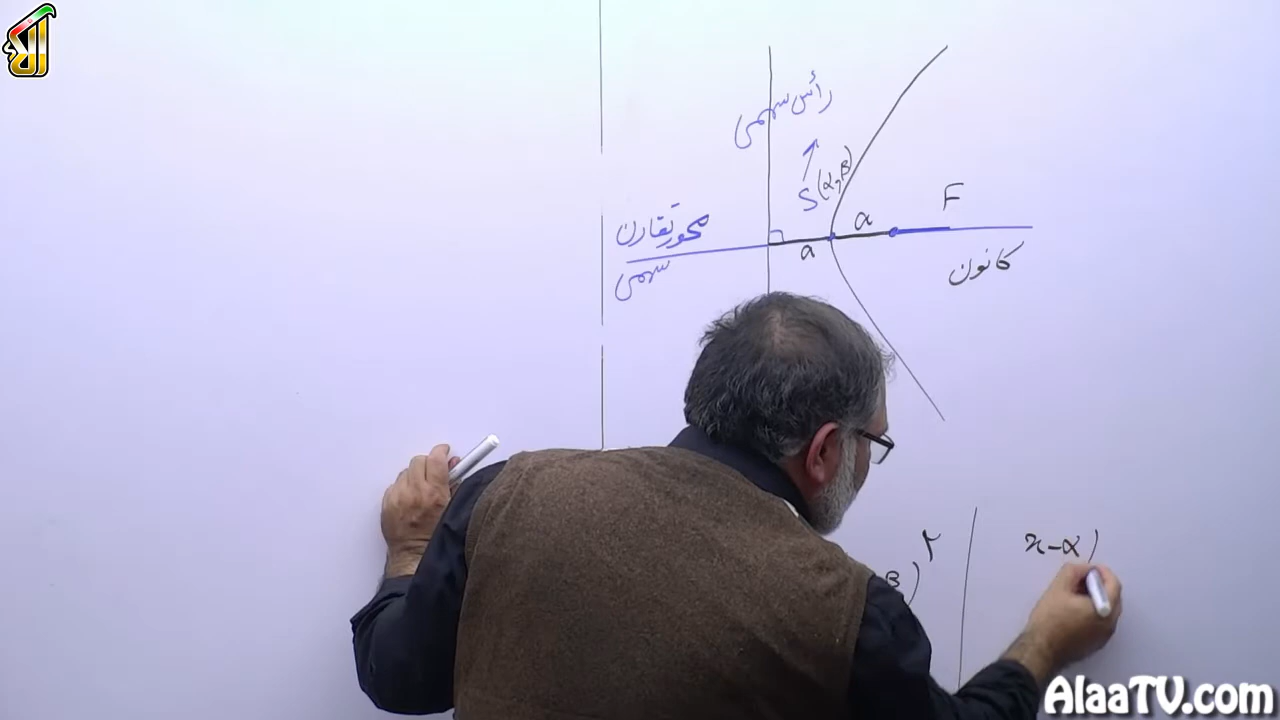 رأس سهمی
S(α,β)
F
a
a
محور تقارن
سهمی
کانون
β)²
x-α)
AlaaTV.com